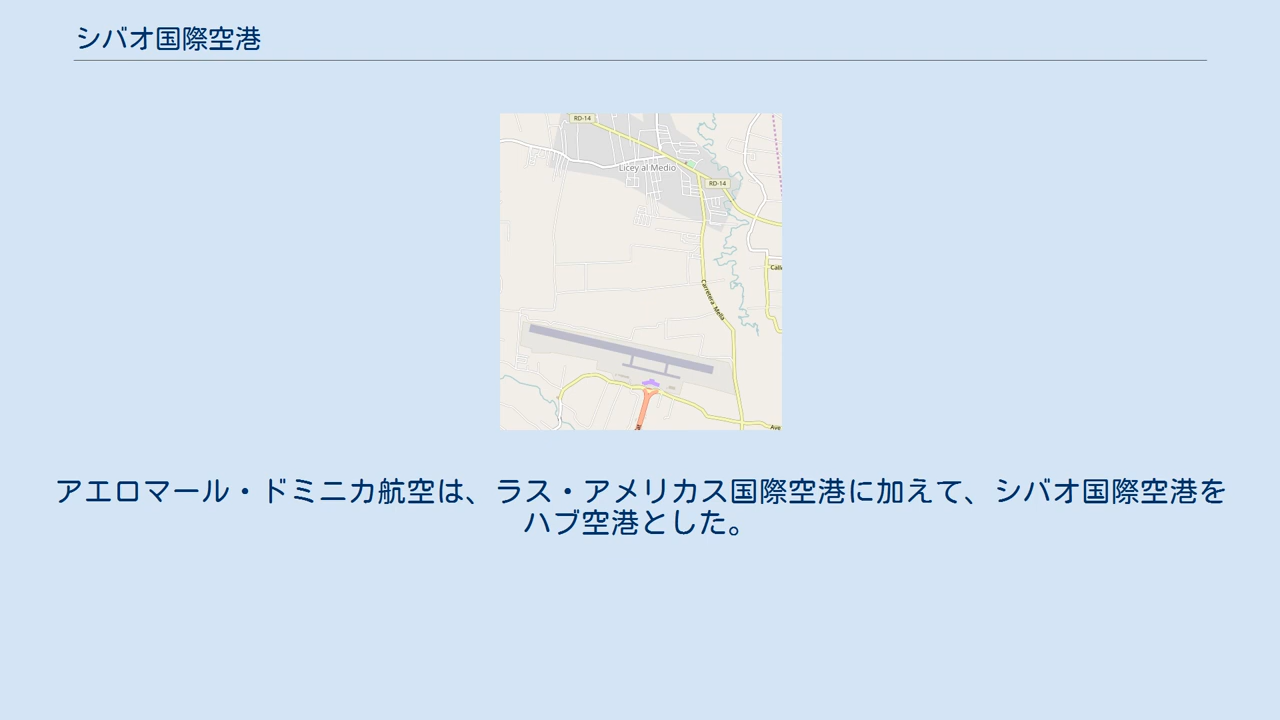 シバオ国際空港
RD-14
Licey al Medio
RD-14
Calle
Carretera Mella
Ave
アエロマール・ドミニカ航空は、ラス・アメリカス国際空港に加えて、シバオ国際空港を
ハブ空港とした。